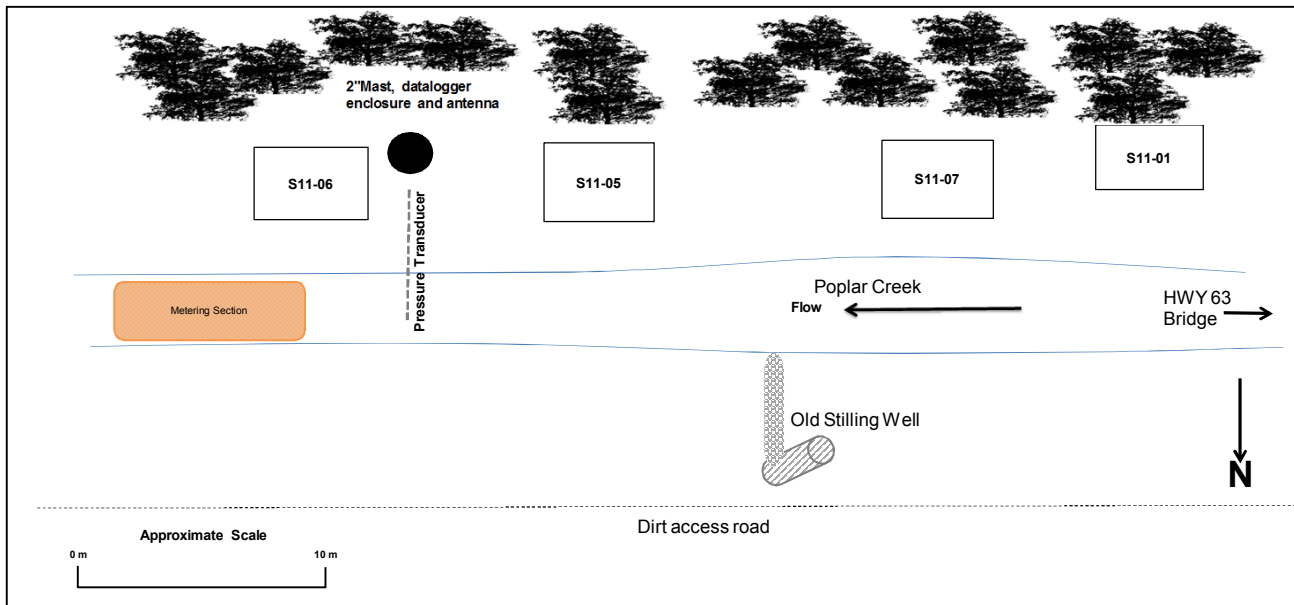 2"Mast, datalogger
enclosure and antenna
S11-06
S11-05
S11-07
S11-01
Pressure Transducer
Metering Section
Poplar Creek
Flow
HWY 63
Bridge
Old Stilling Well
N
Dirt access road
Approximate Scale
0 m
10 m